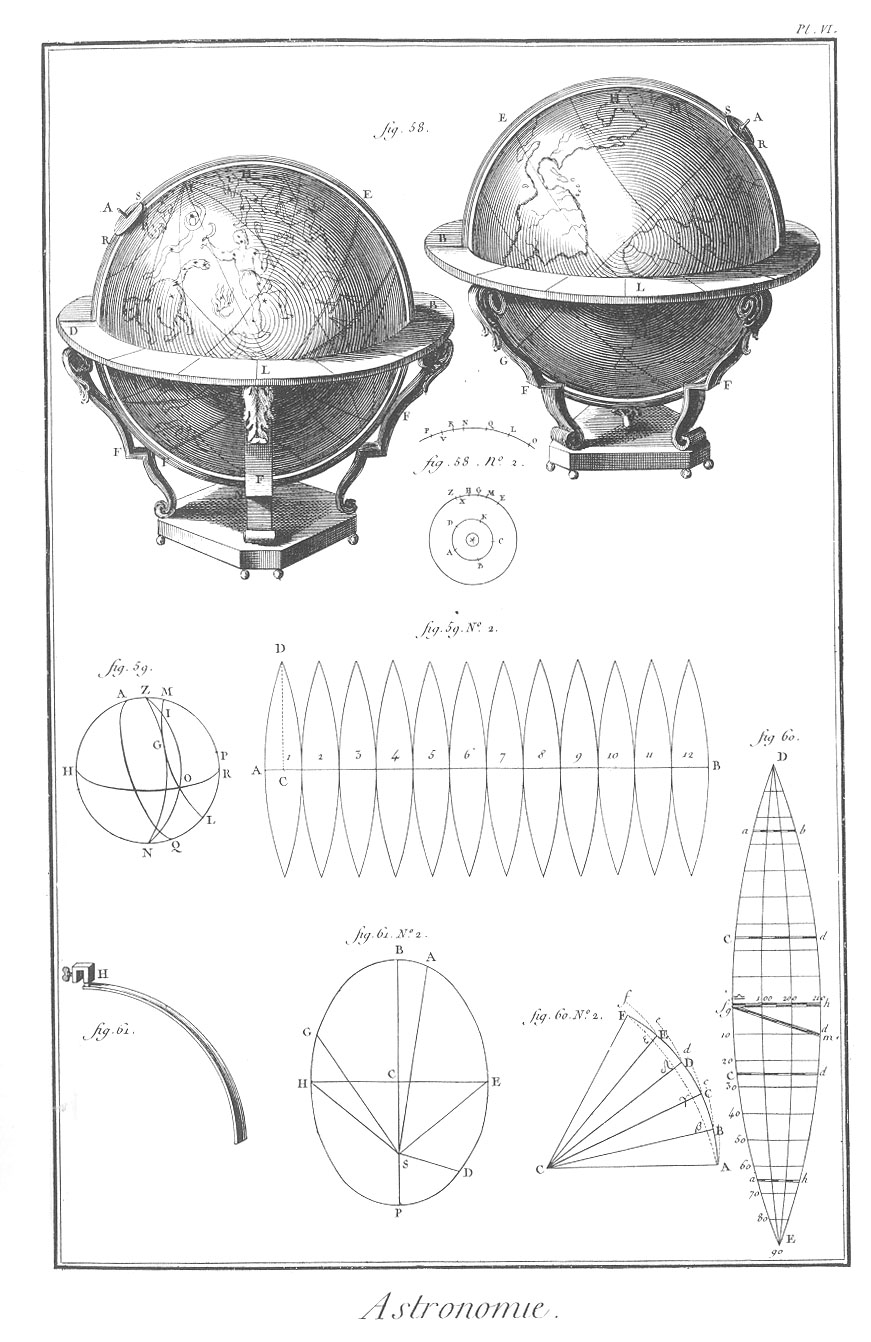 Pl. VI.
fig. 58.
E H M S A R
A S H E R
B L
D B L
G F F
F I F F
P V R N Q L O
fig. 58. N.º 2.
Z X H G M E
D N A C B
fig. 59. N.º 2.
fig. 59.
D
A Z M I G P H R O L N Q
A C 1 2 3 4 5 6 7 8 9 10 11 12 B
fig 60.
D
a b
C d
100 200 h
g
10 d m
20
C d
30
40
50
60
a h
70
80
E
90
fig. 61. N.º 2.
B A
G
C
H E
S
D
P
H
fig. 61.
fig. 60. N.º 2.
f F e E d D c C B β A C
Astronomie.